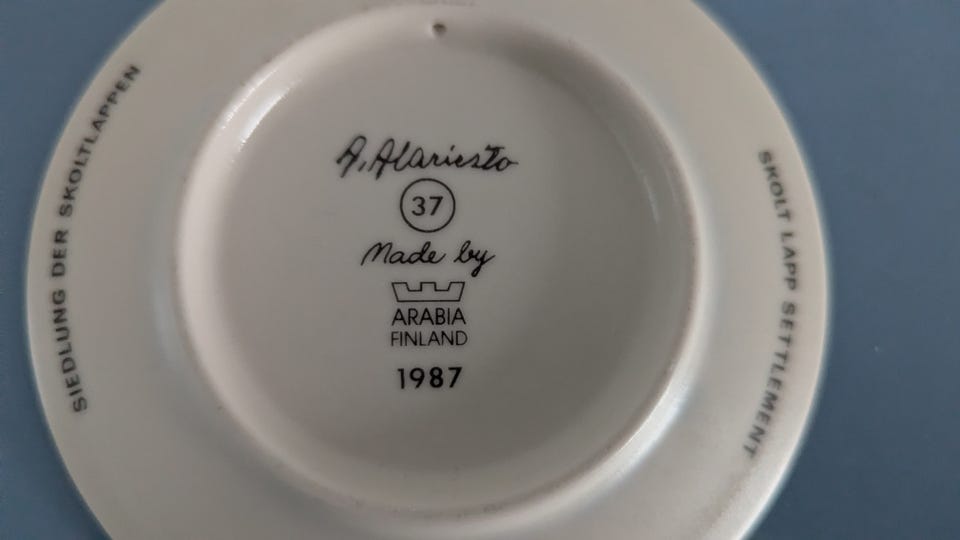 SIEDLUNG DER SKOLTLAPPEN
A. Alariesto
37
Made by
ARABIA
FINLAND
1987
SKOLT LAPP SETTLEMENT